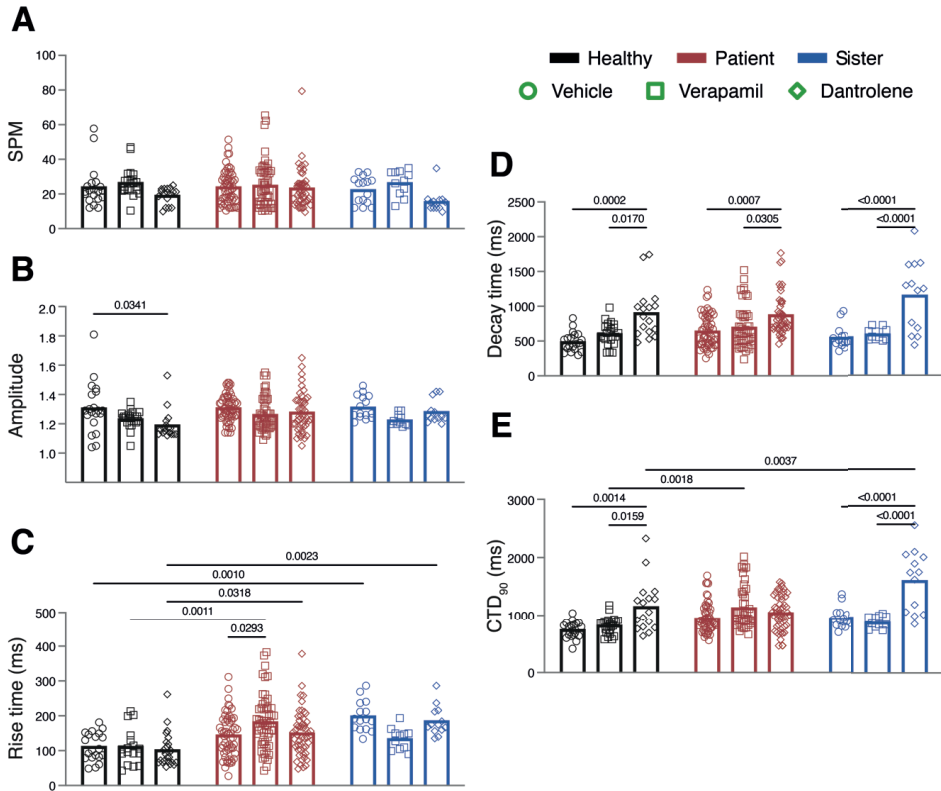 A
SPM
100
80
60
40
20
0
Healthy
Patient
Sister
Vehicle
Verapamil
Dantrolene
B
Amplitude
2.0
1.8
1.6
1.4
1.2
1.0
0.0341
C
Rise time (ms)
500
400
300
200
100
0
0.0023
0.0010
0.0318
0.0011
0.0293
D
Decay time (ms)
2500
2000
1500
1000
500
0
0.0002
0.0170
0.0007
0.0305
<0.0001
<0.0001
E
CTD90 (ms)
3000
2000
1000
0
0.0037
0.0018
0.0014
0.0159
<0.0001
<0.0001